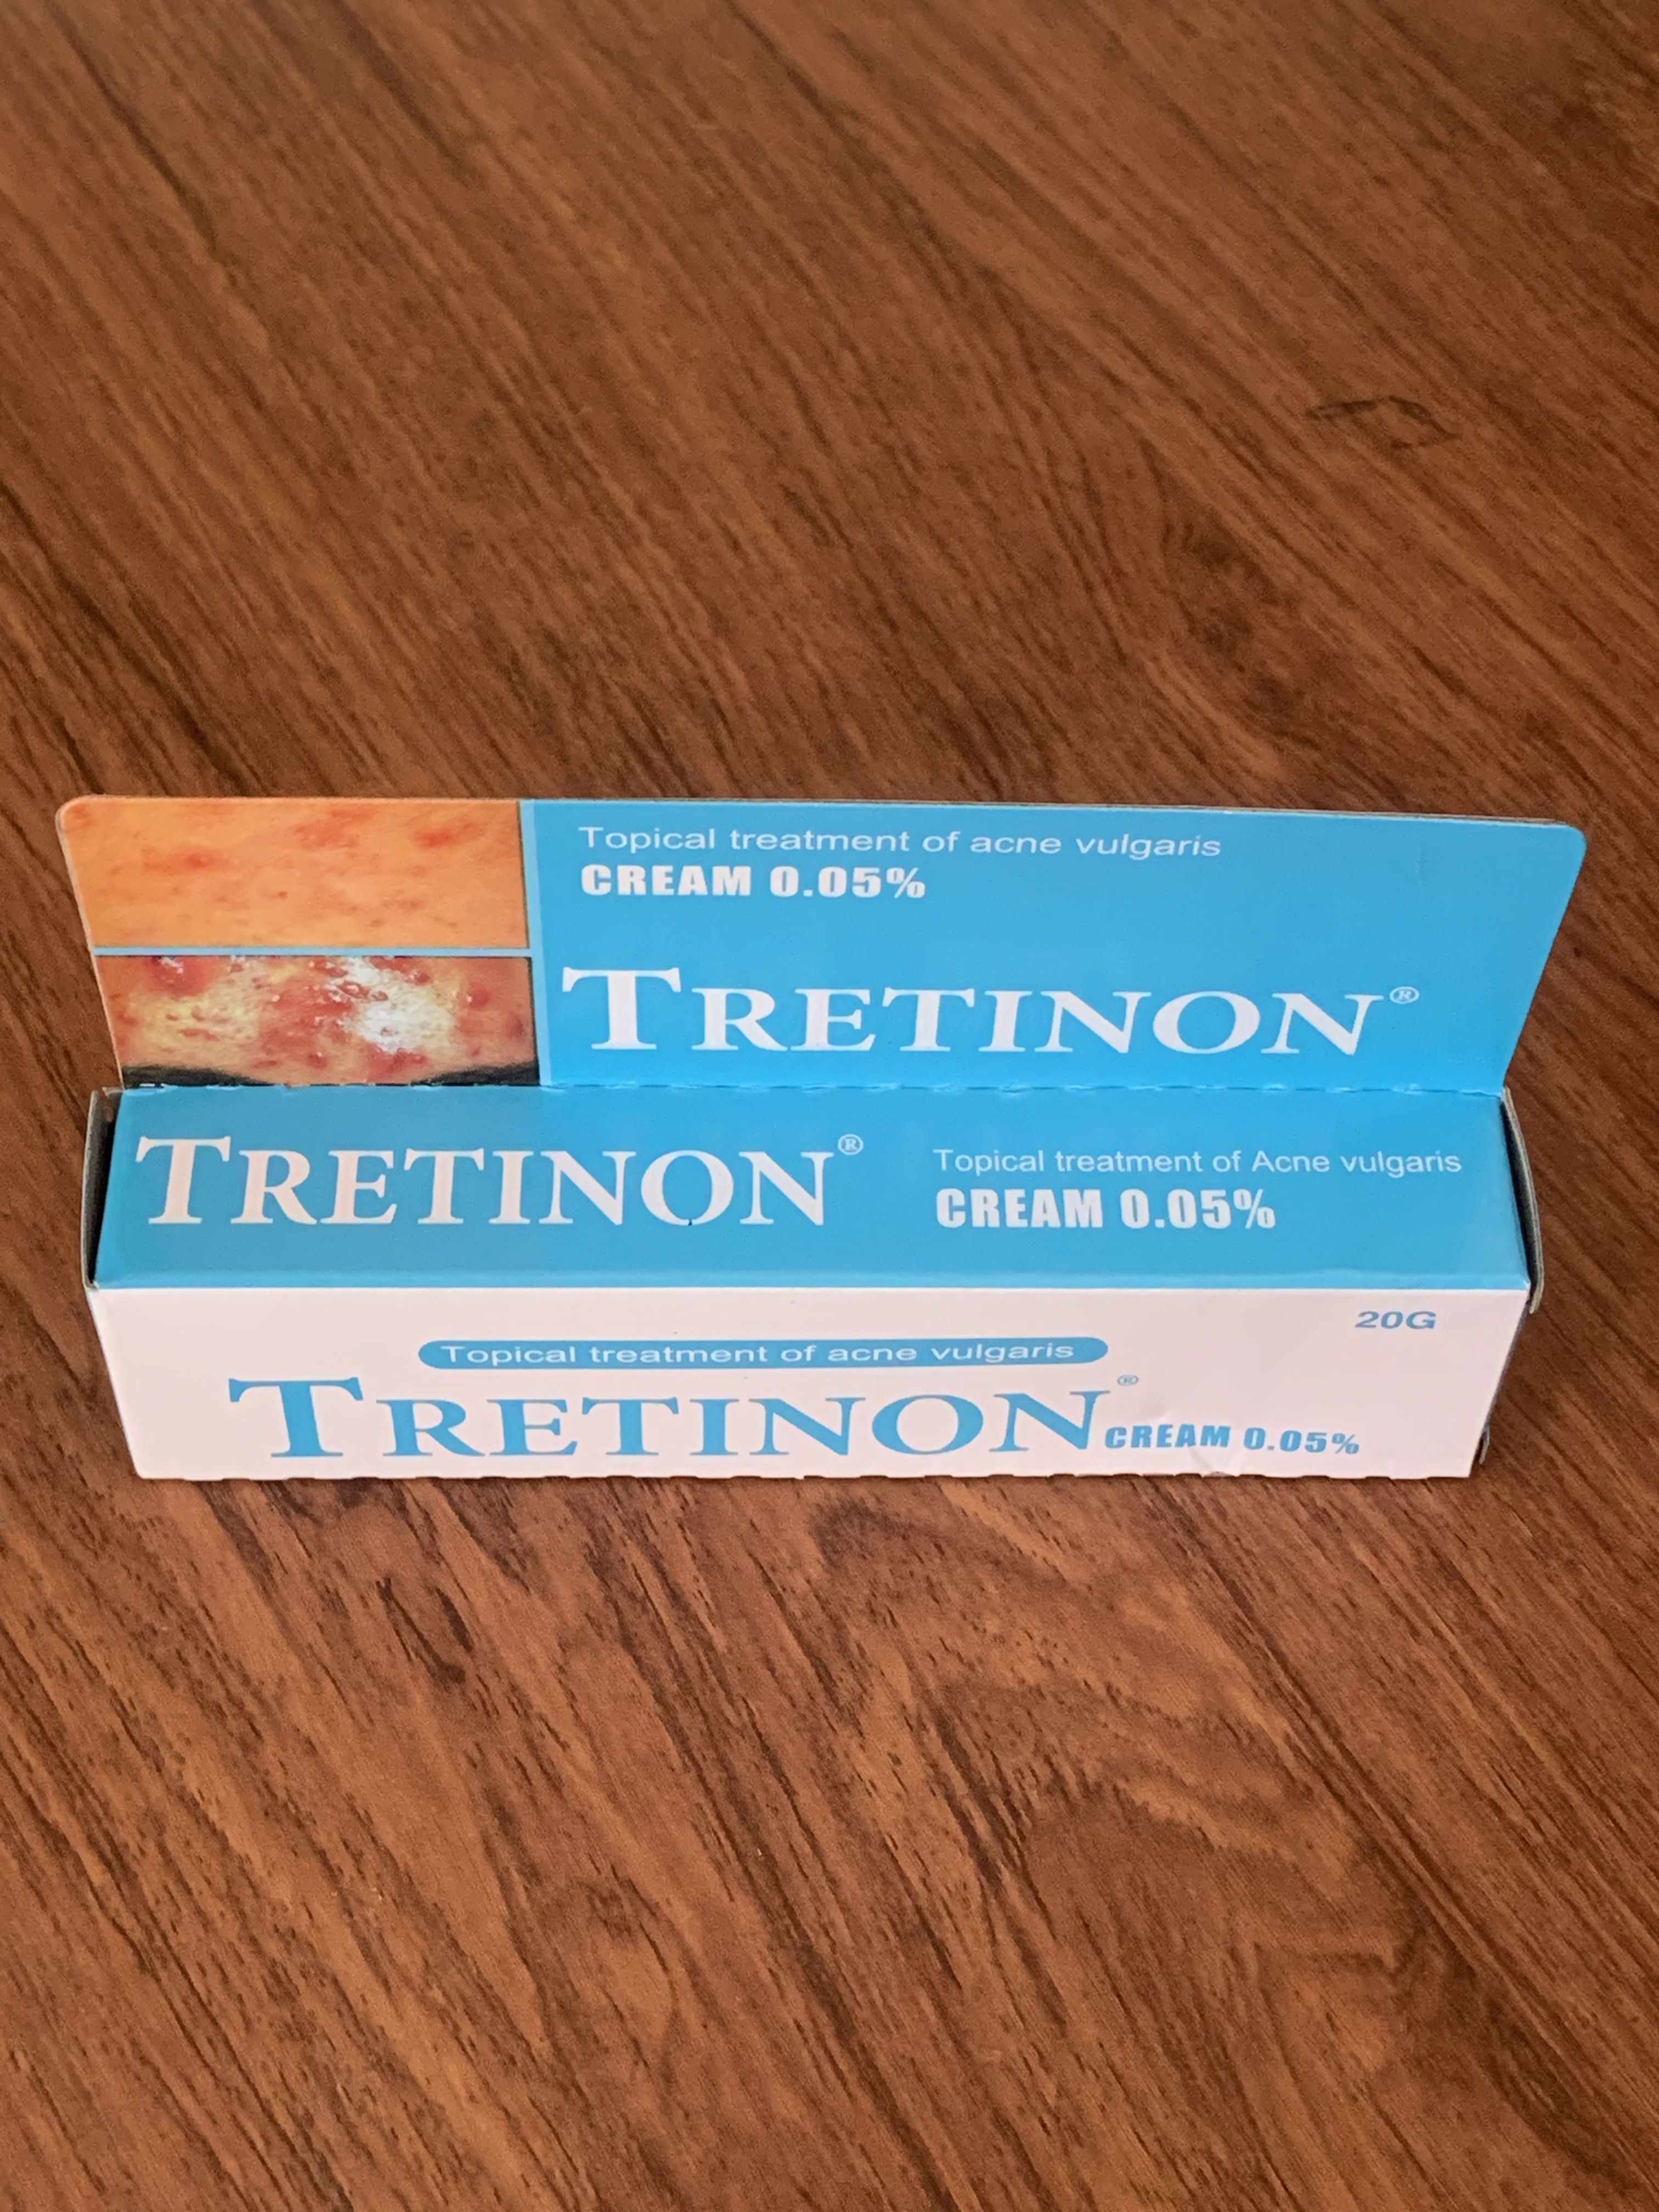 Topical treatment of acne vulgaris
CREAM 0.05%
TRETINON®
TRETINON®
Topical treatment of Acne vulgaris
CREAM 0.05%
20G
Topical treatment of acne vulgaris
TRETINON® CREAM 0.05%